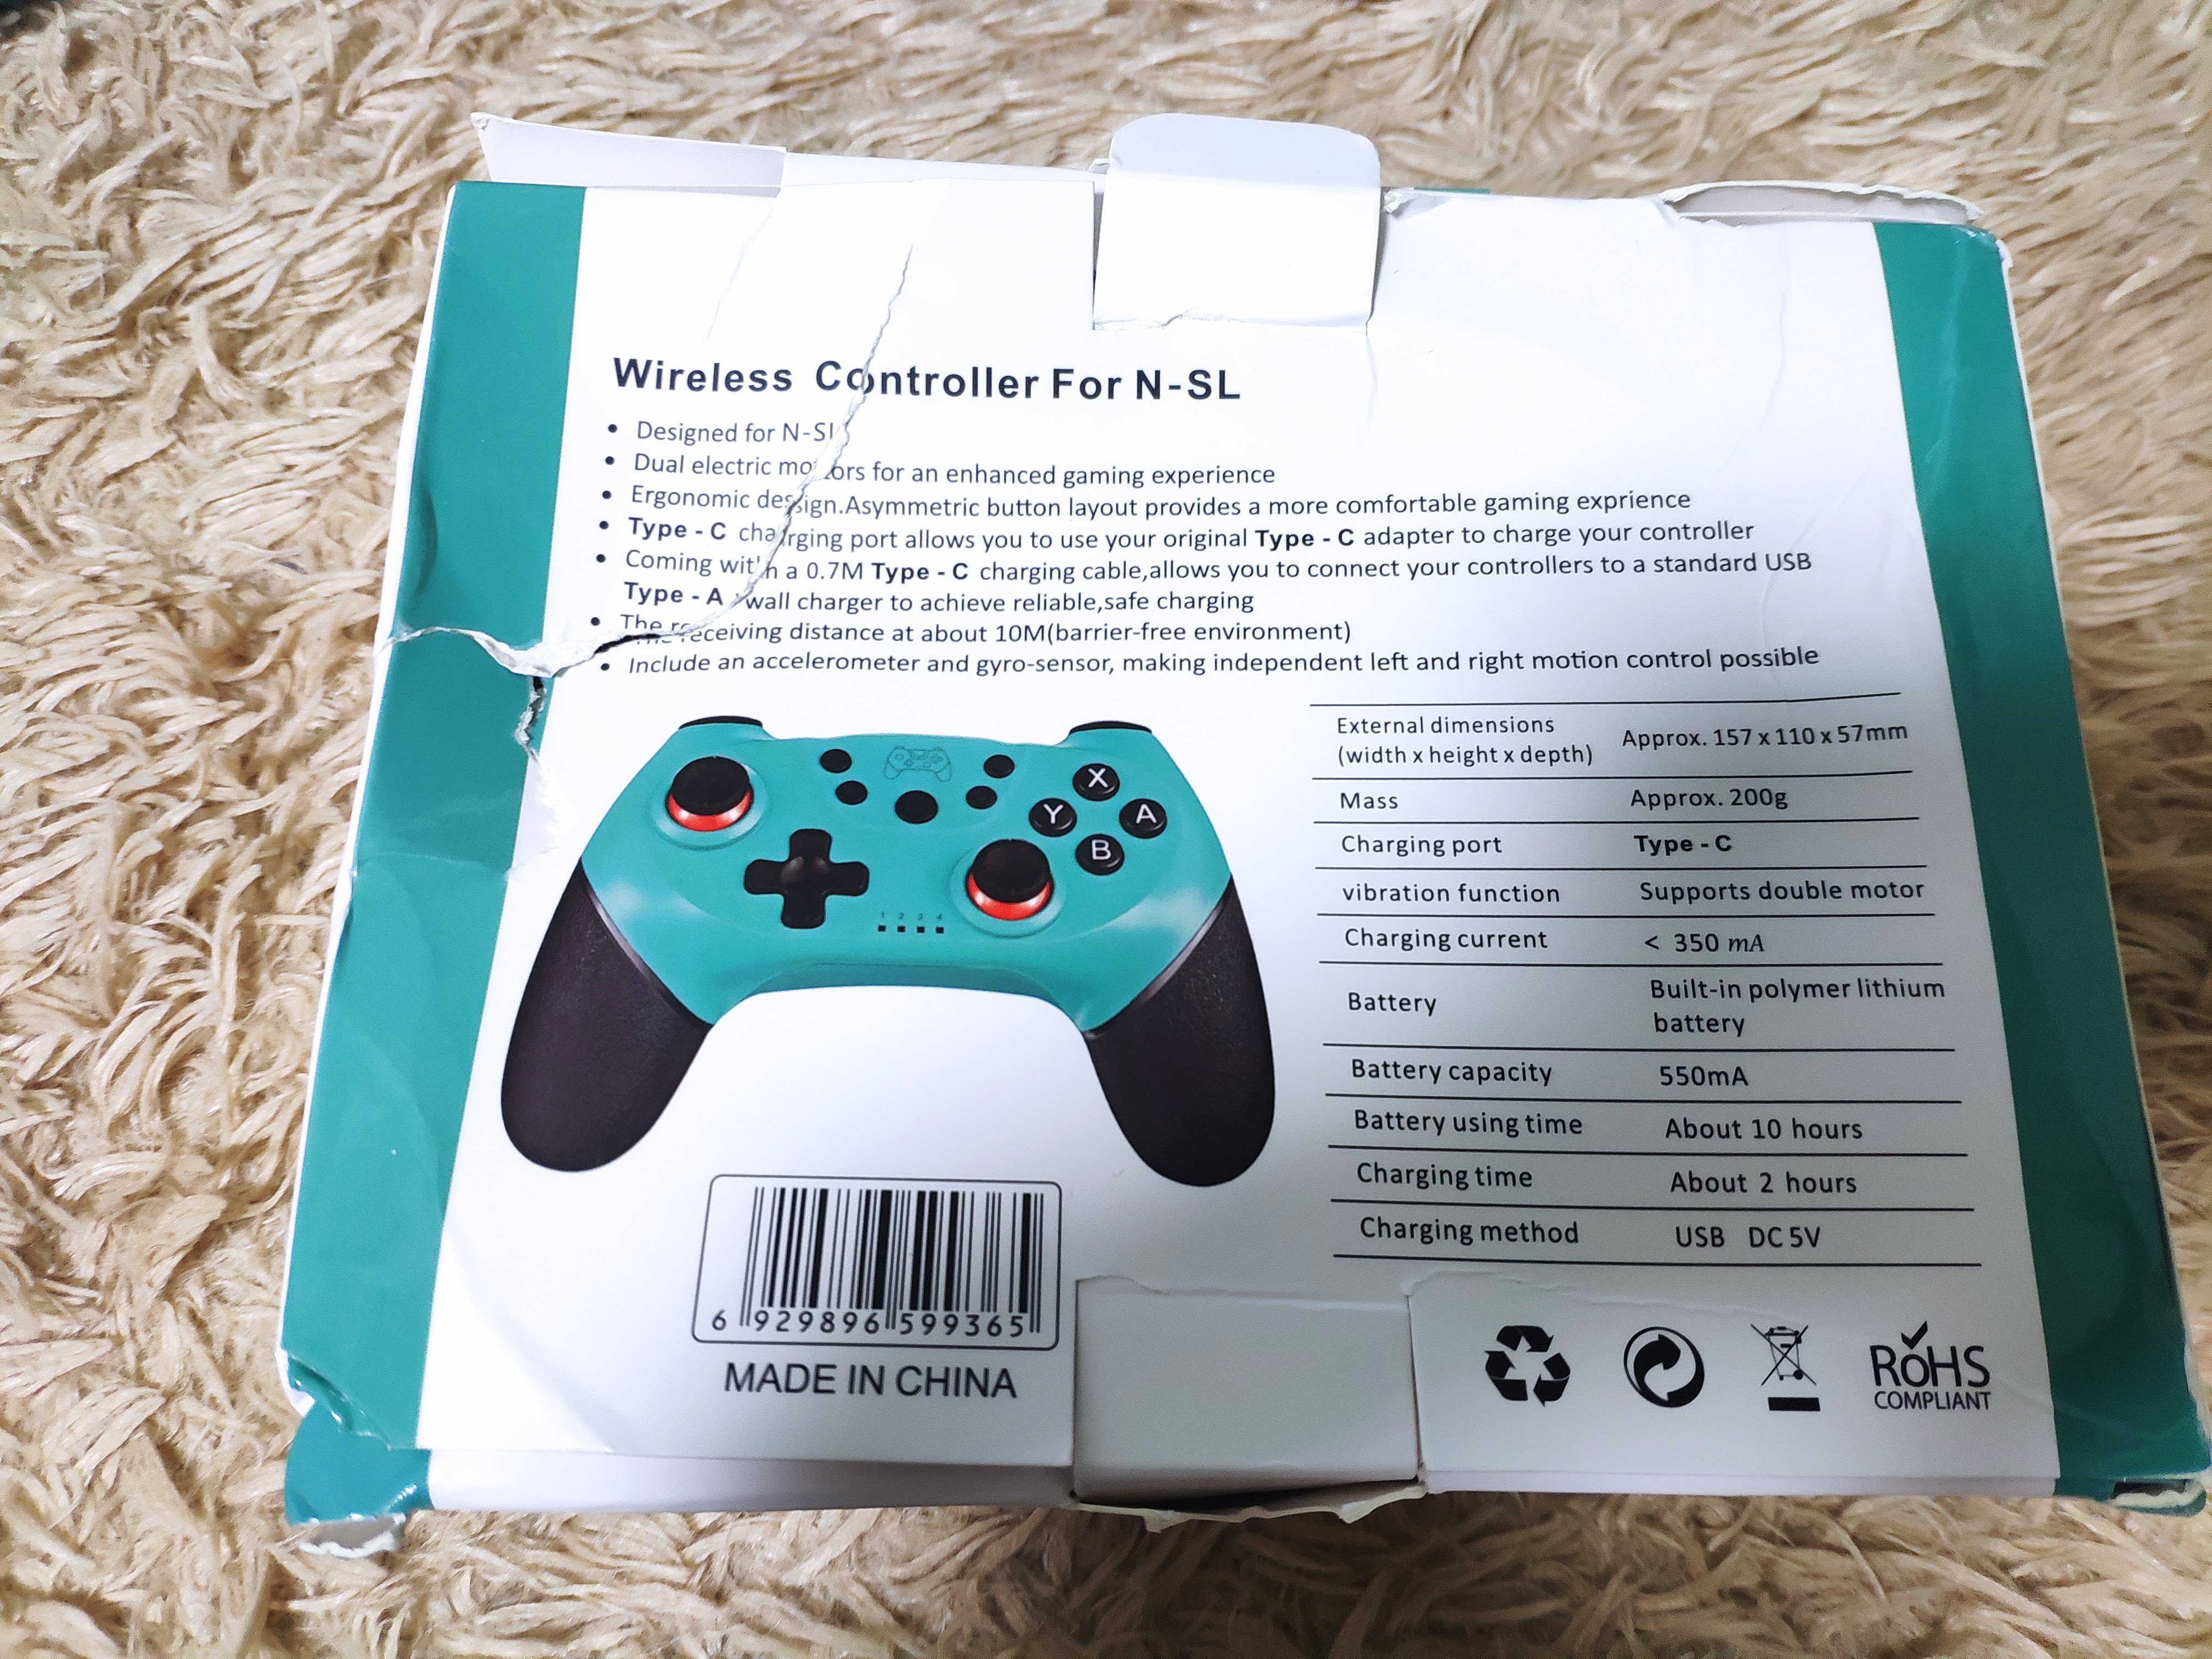 Wireless Controller For N-SL
• Designed for N-SL
• Dual electric motors for an enhanced gaming experience
• Ergonomic design.Asymmetric button layout provides a more comfortable gaming exprience
• Type - C charging port allows you to use your original Type - C adapter to charge your controller
• Coming with a 0.7M Type - C charging cable,allows you to connect your controllers to a standard USB
Type - A wall charger to achieve reliable,safe charging
• The receiving distance at about 10M(barrier-free environment)
• Include an accelerometer and gyro-sensor, making independent left and right motion control possible
X
Y A
B
1 2 3 4
External dimensions
(width x height x depth) Approx. 157 x 110 x 57mm
Mass Approx. 200g
Charging port Type - C
vibration function Supports double motor
Charging current < 350 mA
Battery Built-in polymer lithium
battery
Battery capacity 550mA
Battery using time About 10 hours
Charging time About 2 hours
Charging method USB DC 5V
6 929896 599365
MADE IN CHINA
RoHS
COMPLIANT